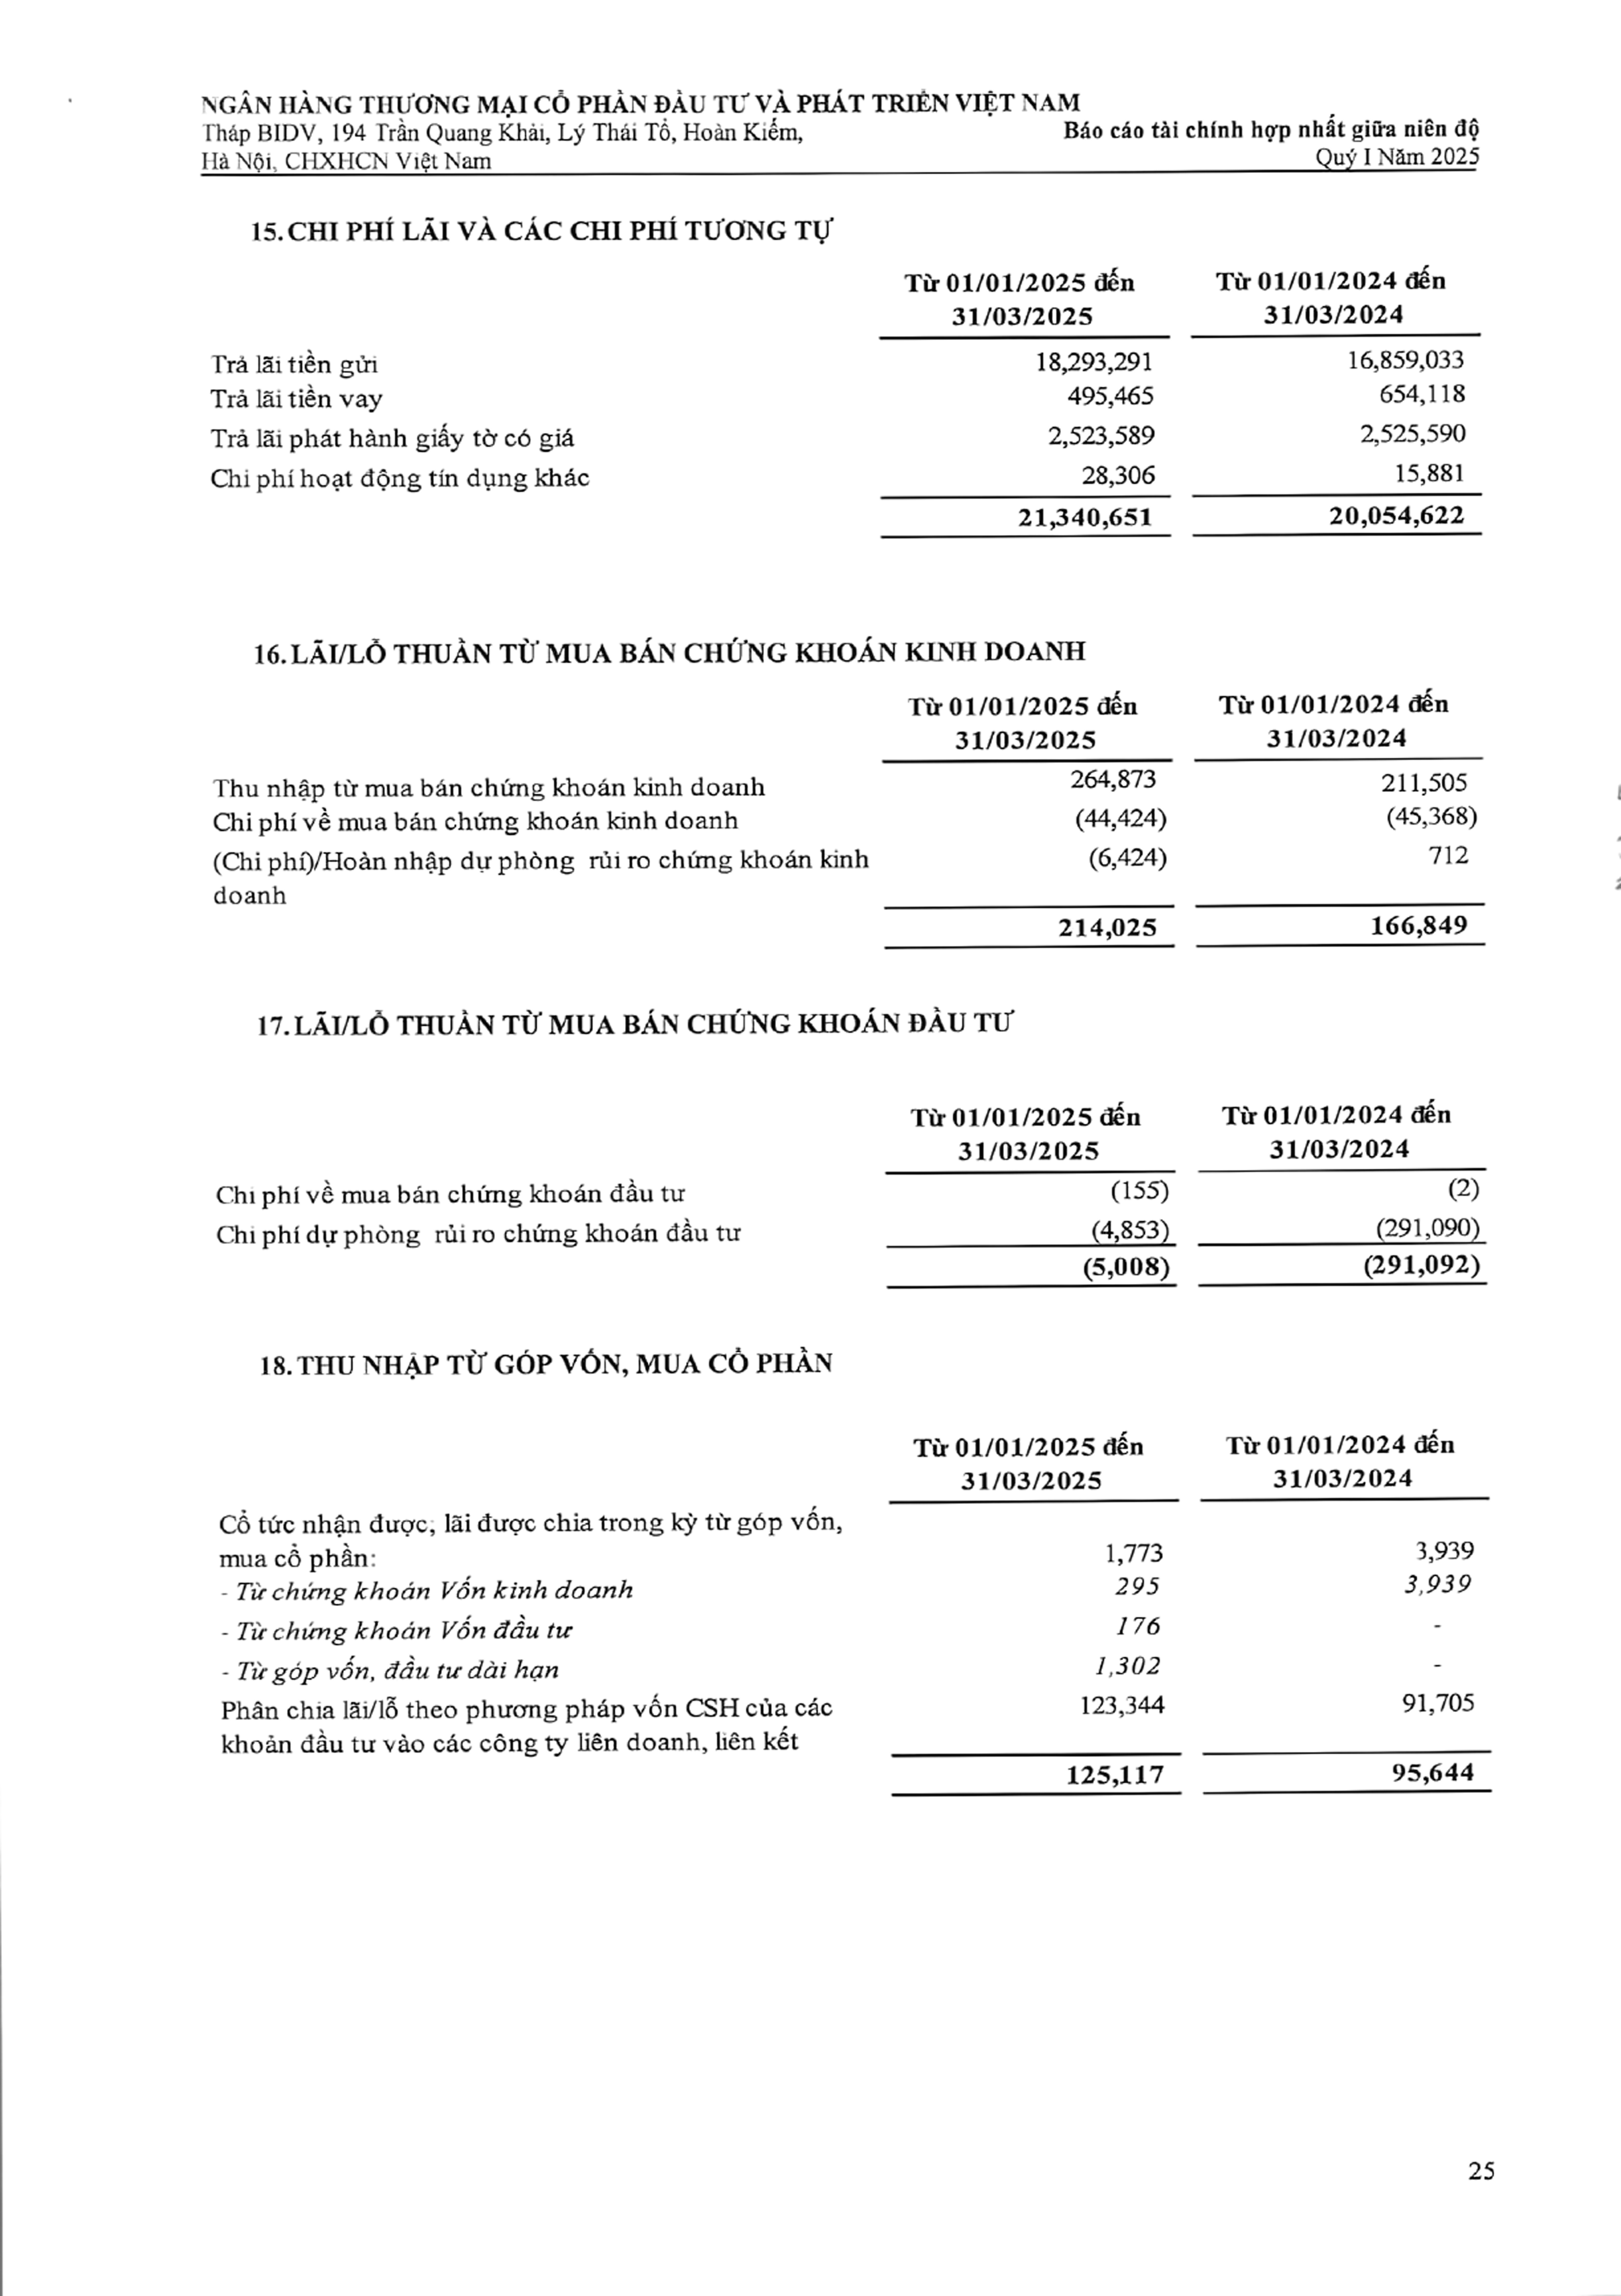 NGÂN HÀNG THƯƠNG MẠI CỔ PHẦN ĐẦU TƯ VÀ PHÁT TRIỂN VIỆT NAM
Tháp BIDV, 194 Trần Quang Khải, Lý Thái Tổ, Hoàn Kiếm, Báo cáo tài chính hợp nhất giữa niên độ
Hà Nội, CHXHCN Việt Nam Quý I Năm 2025
15. CHI PHÍ LÃI VÀ CÁC CHI PHÍ TƯƠNG TỰ
Từ 01/01/2025 đến Từ 01/01/2024 đến
31/03/2025 31/03/2024
Trả lãi tiền gửi 18,293,291 16,859,033
Trả lãi tiền vay 495,465 654,118
Trả lãi phát hành giấy tờ có giá 2,523,589 2,525,590
Chi phí hoạt động tín dụng khác 28,306 15,881
21,340,651 20,054,622
16. LÃI/LỖ THUẦN TỪ MUA BÁN CHỨNG KHOÁN KINH DOANH
Từ 01/01/2025 đến Từ 01/01/2024 đến
31/03/2025 31/03/2024
Thu nhập từ mua bán chứng khoán kinh doanh 264,873 211,505
Chi phí về mua bán chứng khoán kinh doanh (44,424) (45,368)
(Chi phí)/Hoàn nhập dự phòng rủi ro chứng khoán kinh (6,424) 712
doanh
214,025 166,849
17. LÃI/LỖ THUẦN TỪ MUA BÁN CHỨNG KHOÁN ĐẦU TƯ
Từ 01/01/2025 đến Từ 01/01/2024 đến
31/03/2025 31/03/2024
Chi phí về mua bán chứng khoán đầu tư (155) (2)
Chi phí dự phòng rủi ro chứng khoán đầu tư (4,853) (291,090)
(5,008) (291,092)
18. THU NHẬP TỪ GÓP VỐN, MUA CỔ PHẦN
Từ 01/01/2025 đến Từ 01/01/2024 đến
31/03/2025 31/03/2024
Cổ tức nhận được; lãi được chia trong kỳ từ góp vốn,
mua cổ phần: 1,773 3,939
- Từ chứng khoán Vốn kinh doanh 295 3,939
- Từ chứng khoán Vốn đầu tư 176 -
- Từ góp vốn, đầu tư dài hạn 1,302 -
Phân chia lãi/lỗ theo phương pháp vốn CSH của các 123,344 91,705
khoản đầu tư vào các công ty liên doanh, liên kết
125,117 95,644
25